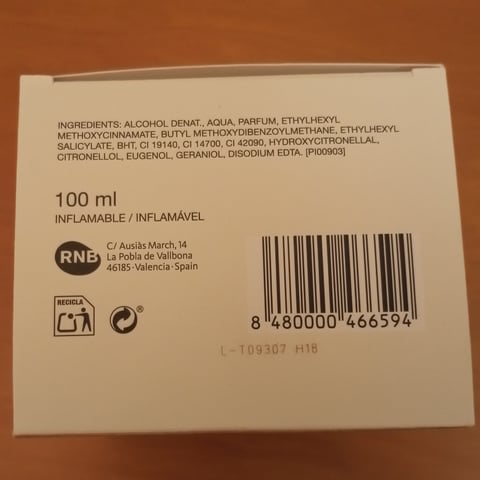 INGREDIENTS: ALCOHOL DENAT., AQUA, PARFUM, ETHYLHEXYL
METHOXYCINNAMATE, BUTYL METHOXYDIBENZOYLMETHANE, ETHYLHEXYL
SALICYLATE, BHT, CI 19140, CI 14700, CI 42090, HYDROXYCITRONELLAL,
CITRONELLOL, EUGENOL, GERANIOL, DISODIUM EDTA. [PI00903]
100 ml
INFLAMABLE / INFLAMÁVEL
RNB
C/ Ausiàs March, 14
La Pobla de Vallbona
46185-Valencia-Spain
RECICLA
®
8 480000 466594
L-T09307 H18